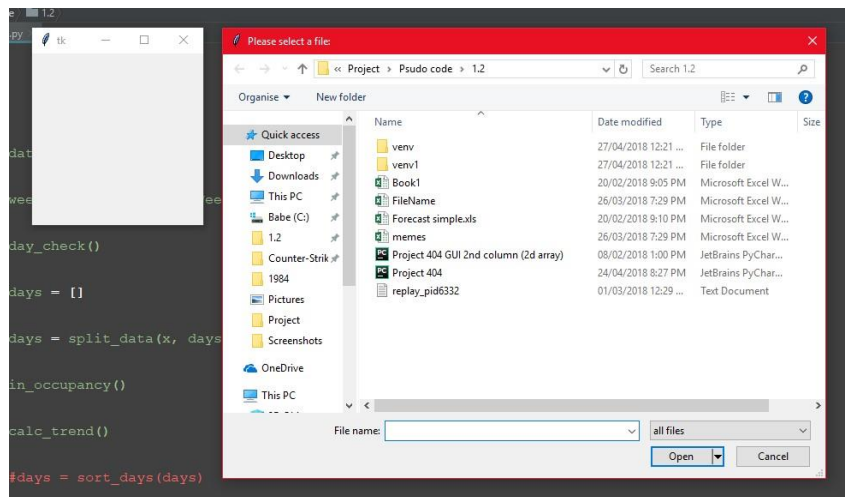 1.2
.py
tk
Please select a file:
« Project > Psudo code > 1.2
Search 1.2
Organise
New folder
Name
Date modified
Type
Size
Quick access
Desktop
Downloads
This PC
Babe (C:)
1.2
Counter-Strik
1984
Pictures
Project
Screenshots
OneDrive
This PC
venv 27/04/2018 12:21 ... File folder
venv1 27/04/2018 12:21 ... File folder
Book1 20/02/2018 9:05 PM Microsoft Excel W...
FileName 26/03/2018 7:29 PM Microsoft Excel W...
Forecast simple.xls 20/02/2018 9:10 PM Microsoft Excel W...
memes 26/03/2018 7:29 PM Microsoft Excel W...
Project 404 GUI 2nd column (2d array) 08/02/2018 1:00 PM JetBrains PyChar...
Project 404 24/04/2018 8:27 PM JetBrains PyChar...
replay_pid6332 01/03/2018 12:29 ... Text Document
File name:
all files
Open
Cancel
dat
wee
ee
day_check()
days = []
days = split_data(x, days
in_occupancy()
calc_trend()
#days = sort_days(days)